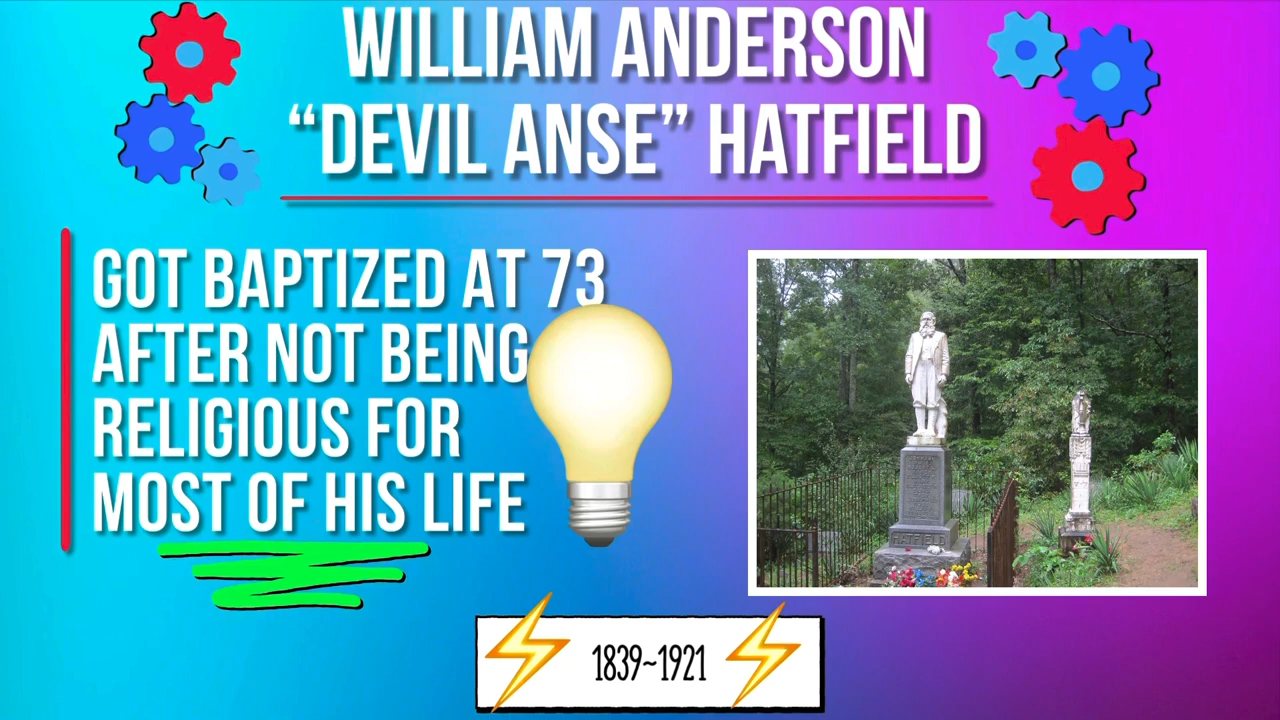 WILLIAM ANDERSON
“DEVIL ANSE” HATFIELD
GOT BAPTIZED AT 73
AFTER NOT BEING
RELIGIOUS FOR
MOST OF HIS LIFE
HATFIELD
1839~1921